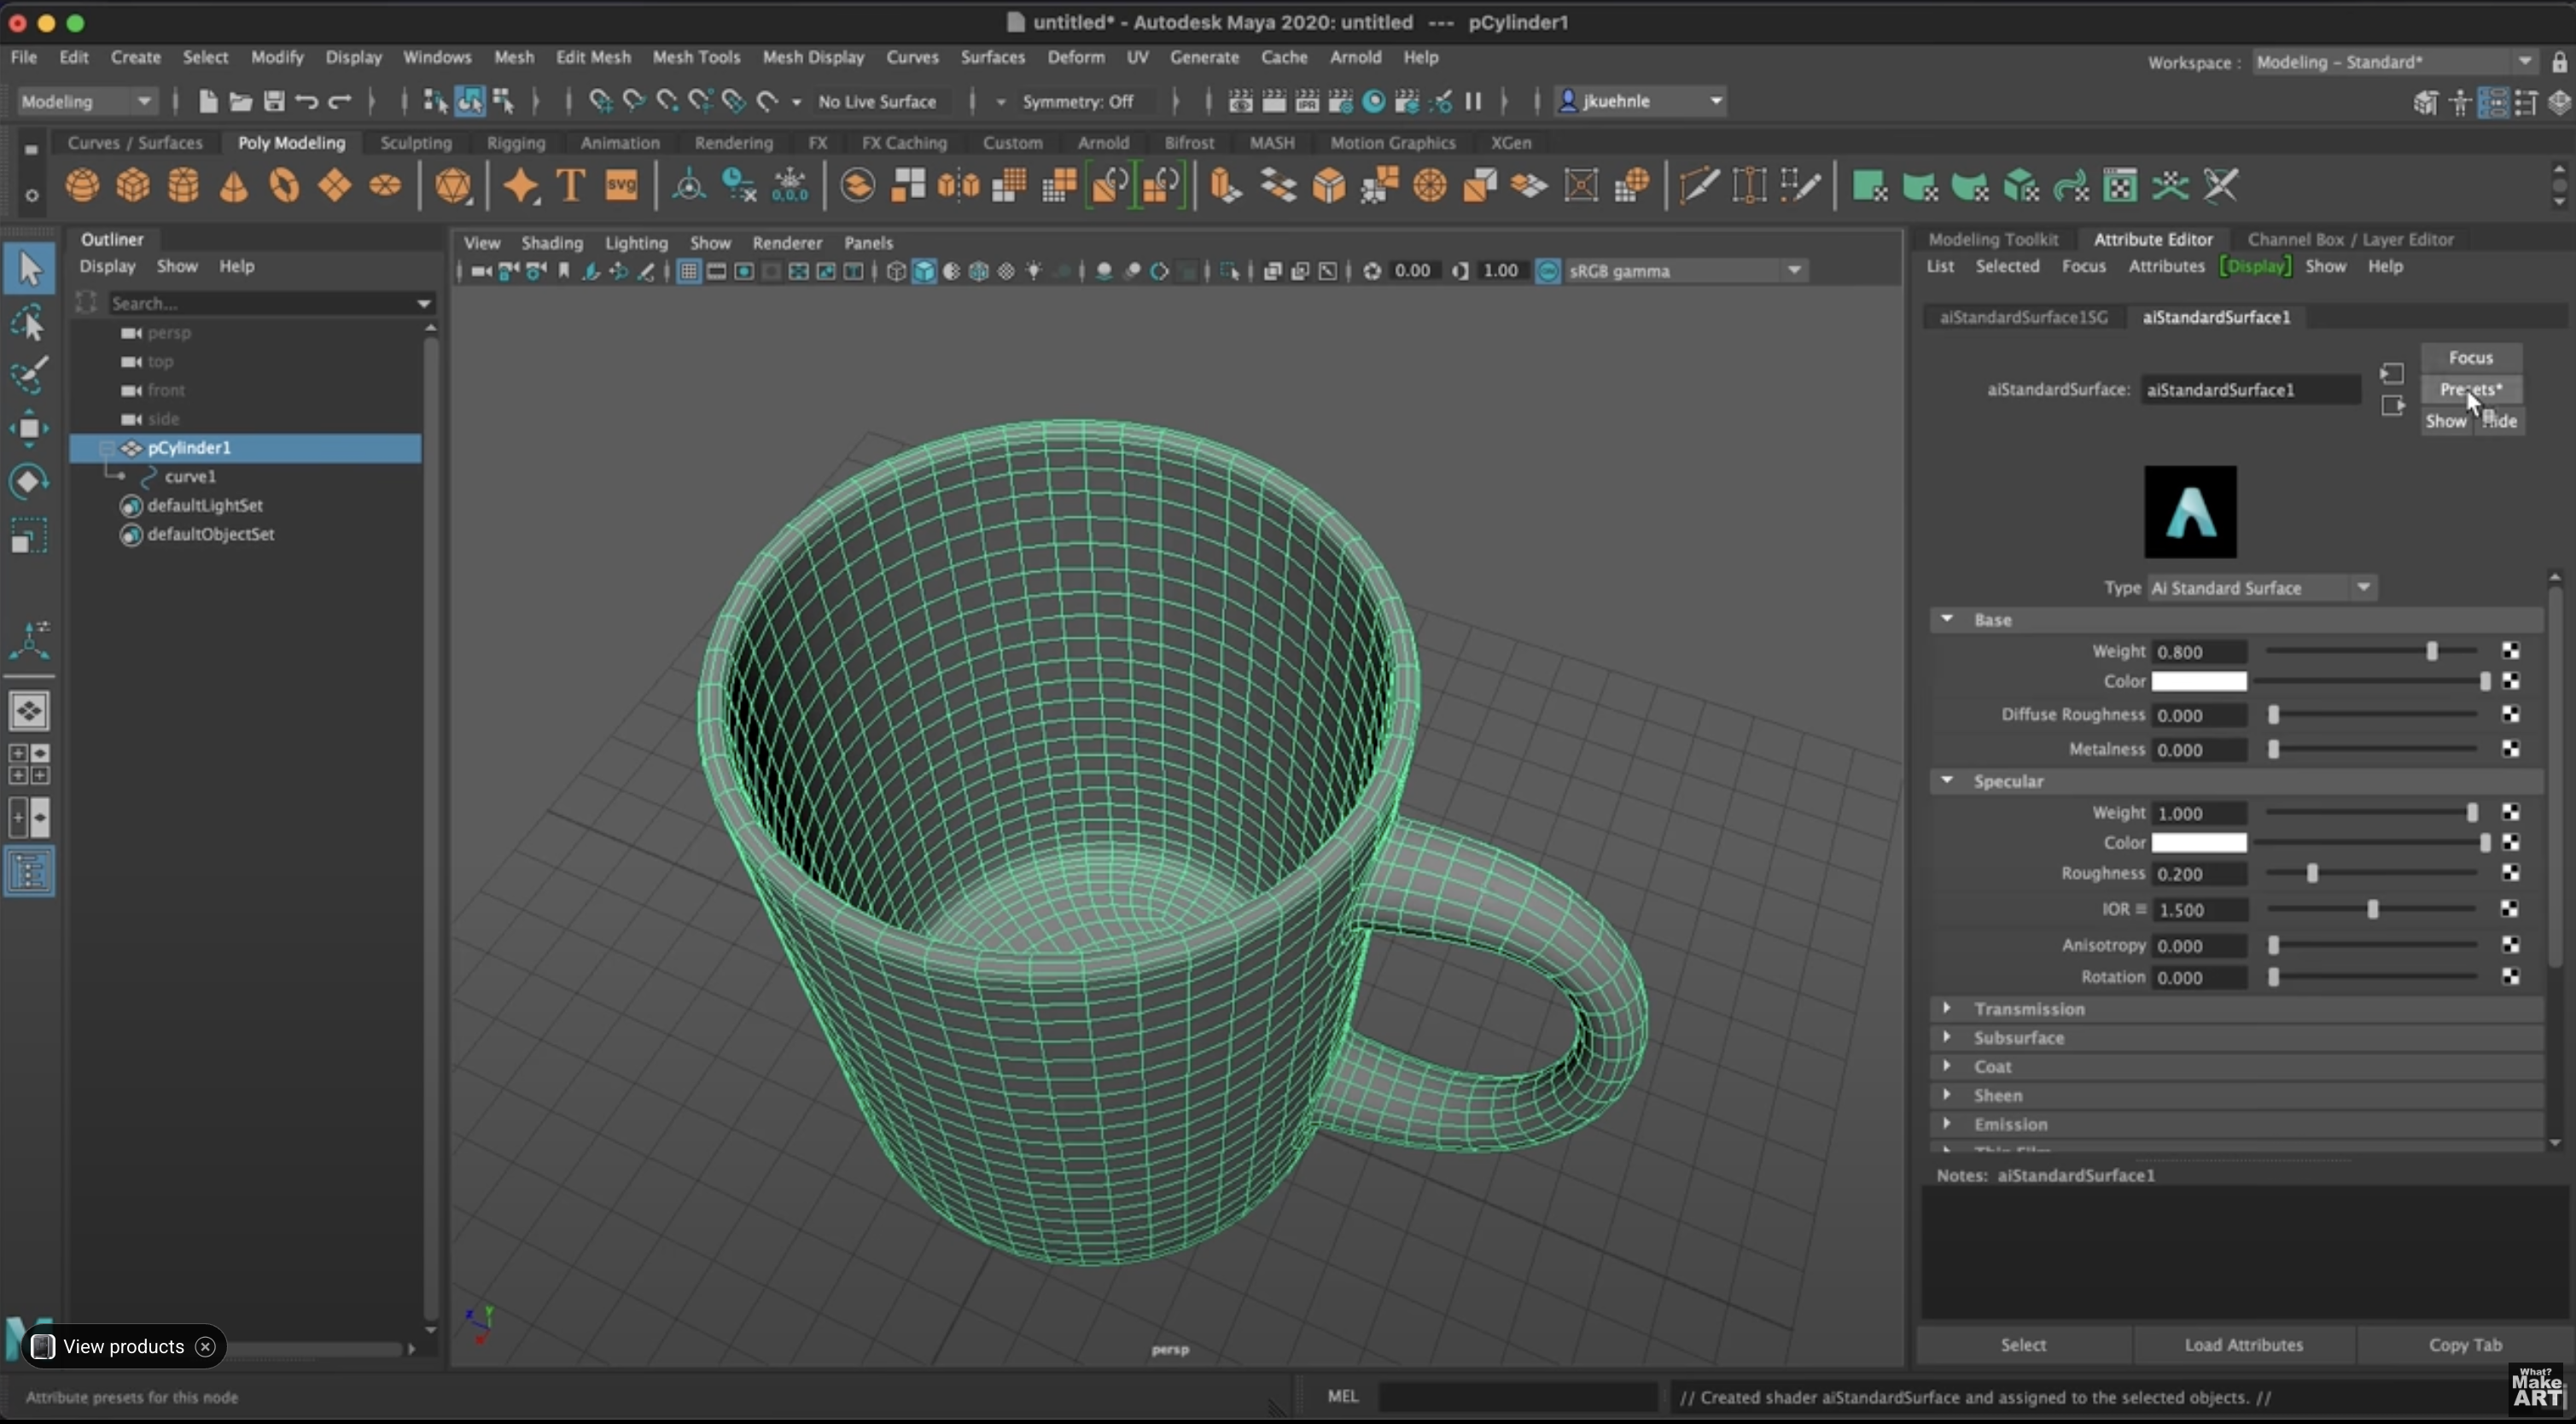 untitled* - Autodesk Maya 2020: untitled --- pCylinder1
File Edit Create Select Modify Display Windows Mesh Edit Mesh Mesh Tools Mesh Display Curves Surfaces Deform UV Generate Cache Arnold Help
Workspace : Modeling - Standard*
Modeling No Live Surface Symmetry: Off IPR jkuehnle
Curves / Surfaces Poly Modeling Sculpting Rigging Animation Rendering FX FX Caching Custom Arnold Bifrost MASH Motion Graphics XGen
T svg 0,0,0
Outliner
Display Show Help
Search...
persp
top
front
side
pCylinder1
curve1
defaultLightSet
defaultObjectSet
View Shading Lighting Show Renderer Panels
0.00 1.00 sRGB gamma
z y x
persp
Modeling Toolkit Attribute Editor Channel Box / Layer Editor
List Selected Focus Attributes [Display] Show Help
aiStandardSurface1SG aiStandardSurface1
Focus
aiStandardSurface: aiStandardSurface1
Presets*
Show
Type Ai Standard Surface
Base
Weight 0.800
Color
Diffuse Roughness 0.000
Metalness 0.000
Specular
Weight 1.000
Color
Roughness 0.200
IOR 1.500
Anisotropy 0.000
Rotation 0.000
Transmission
Subsurface
Coat
Sheen
Emission
Notes: aiStandardSurface1
Select Load Attributes Copy Tab
View products
Attribute presets for this node
MEL
// Created shader aiStandardSurface and assigned to the selected objects. //
What?
Make
ART